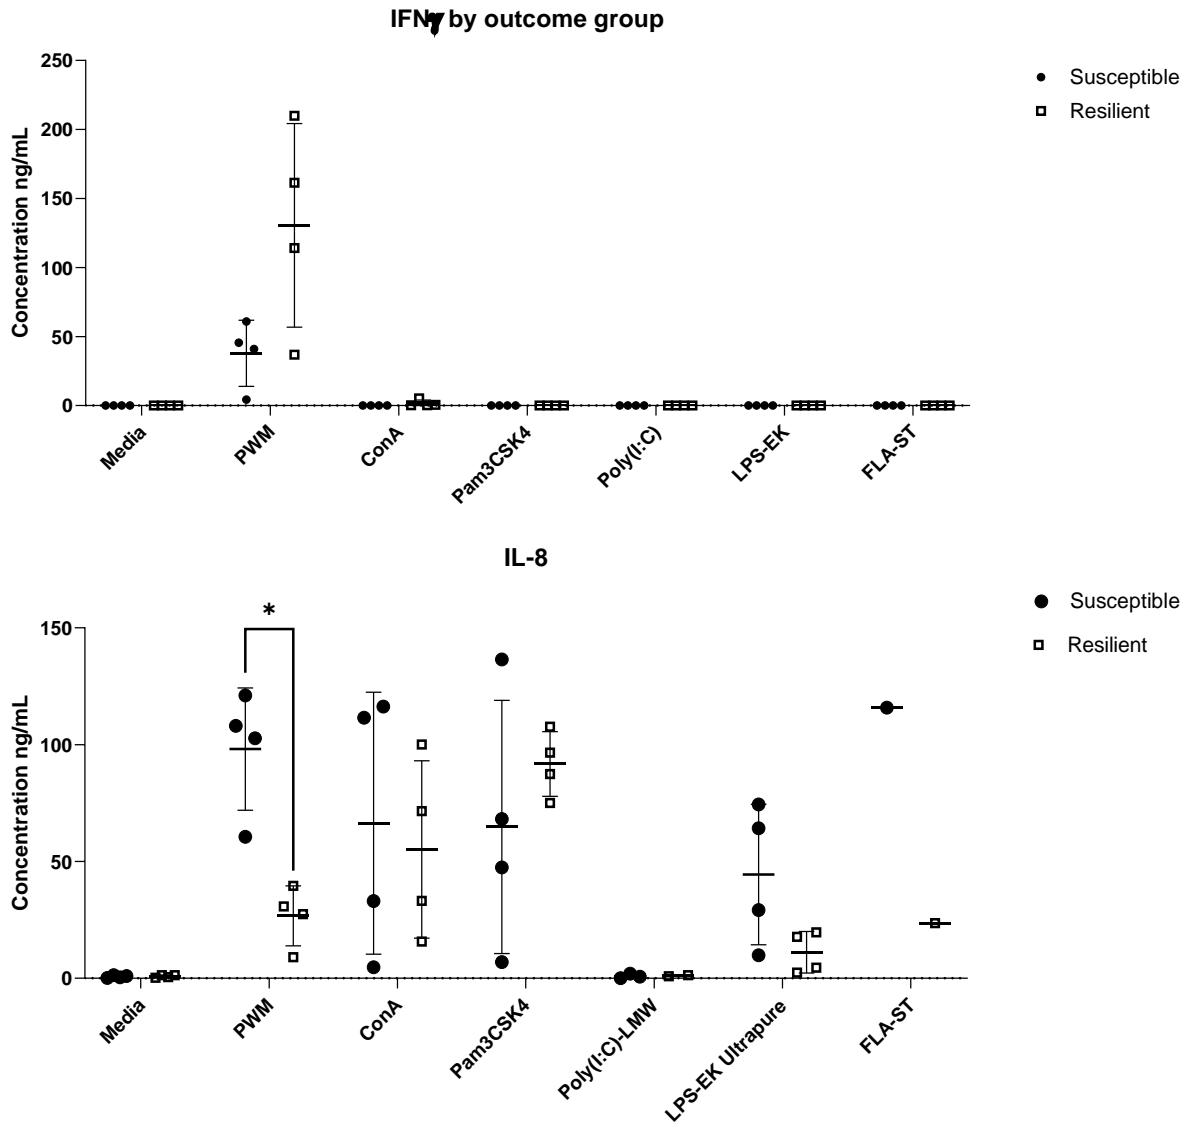 IFNγ by outcome group
Concentration ng/mL
250
200
150
100
50
0
Media
PWM
ConA
Pam3CSK4
Poly(I:C)
LPS-EK
FLA-ST
Susceptible
Resilient
IL-8
Concentration ng/mL
150
100
50
0
*
Media
PWM
ConA
Pam3CSK4
Poly(I:C)-LMW
LPS-EK Ultrapure
FLA-ST
Susceptible
Resilient